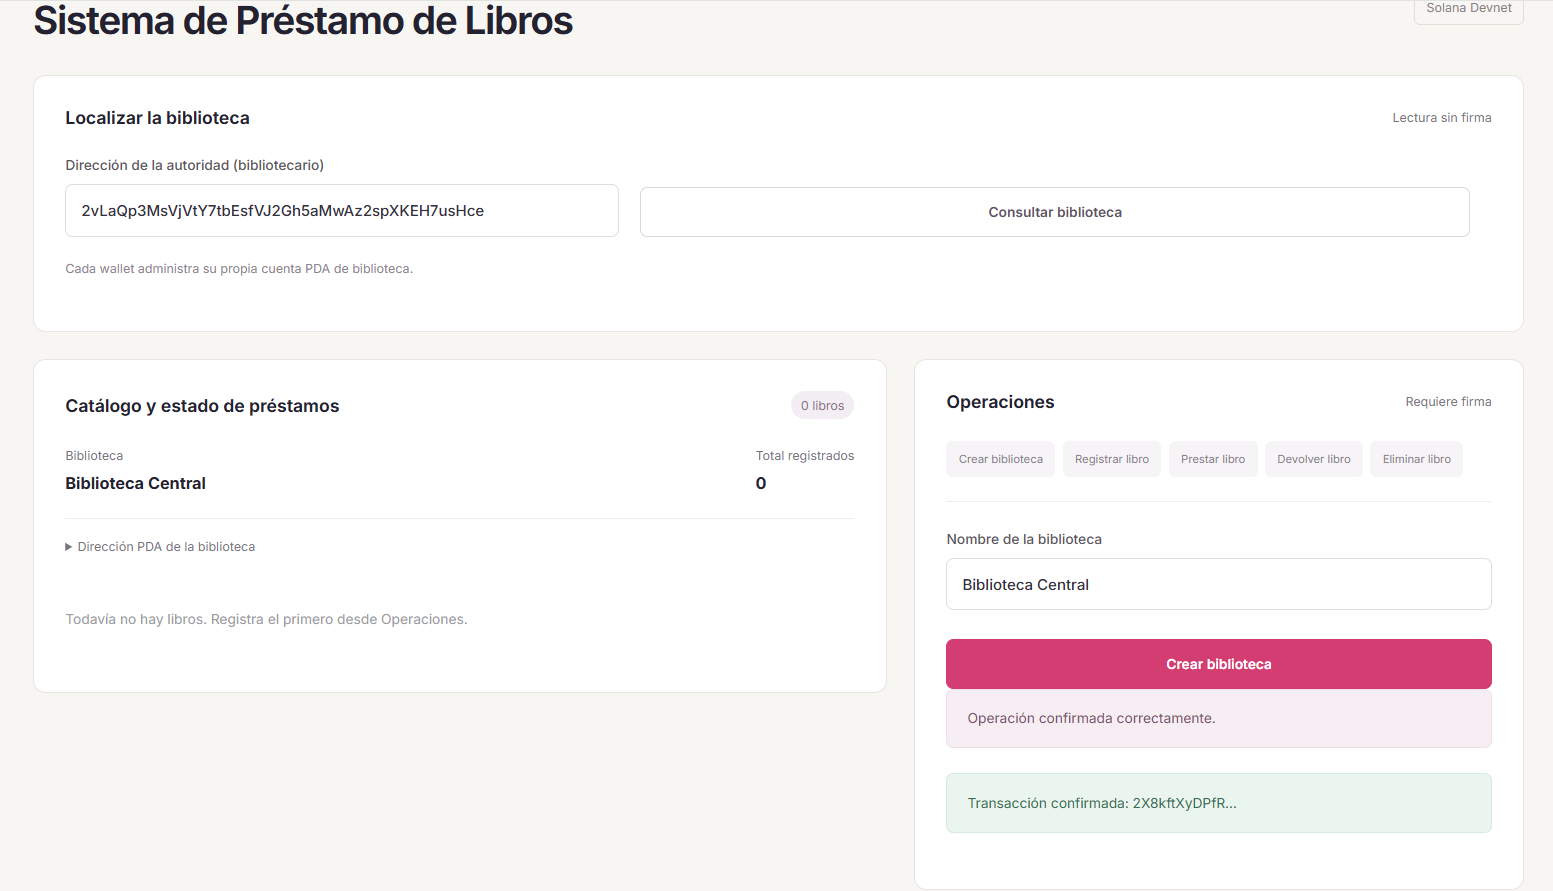 Sistema de Préstamo de Libros
Solana Devnet
Localizar la biblioteca
Lectura sin firma
Dirección de la autoridad (bibliotecario)
2vLaQp3MsVjVtY7tbEsfVJ2Gh5aMwAz2spXKEH7usHce
Consultar biblioteca
Cada wallet administra su propia cuenta PDA de biblioteca.
Catálogo y estado de préstamos
0 libros
Biblioteca
Total registrados
Biblioteca Central
0
Dirección PDA de la biblioteca
Todavía no hay libros. Registra el primero desde Operaciones.
Operaciones
Requiere firma
Crear biblioteca
Registrar libro
Prestar libro
Devolver libro
Eliminar libro
Nombre de la biblioteca
Biblioteca Central
Crear biblioteca
Operación confirmada correctamente.
Transacción confirmada: 2X8kftXyDPfR...